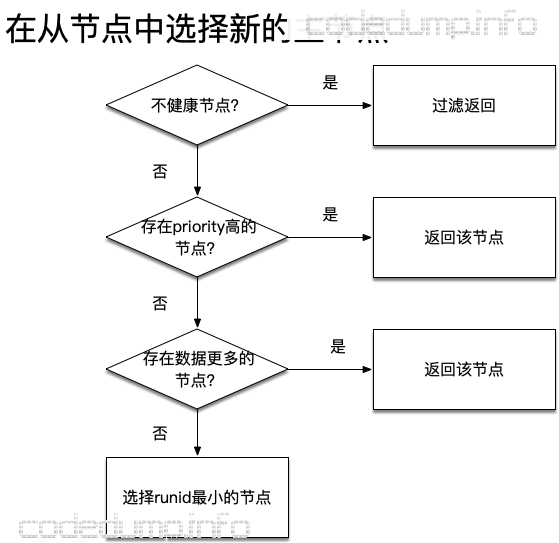 在从节点中选择新的主节点
codedump info
是
不健康节点?
过滤返回
否
是
存在priority高的
节点?
返回该节点
否
是
存在数据更多的
节点?
返回该节点
否
选择runid最小的节点
codedump info